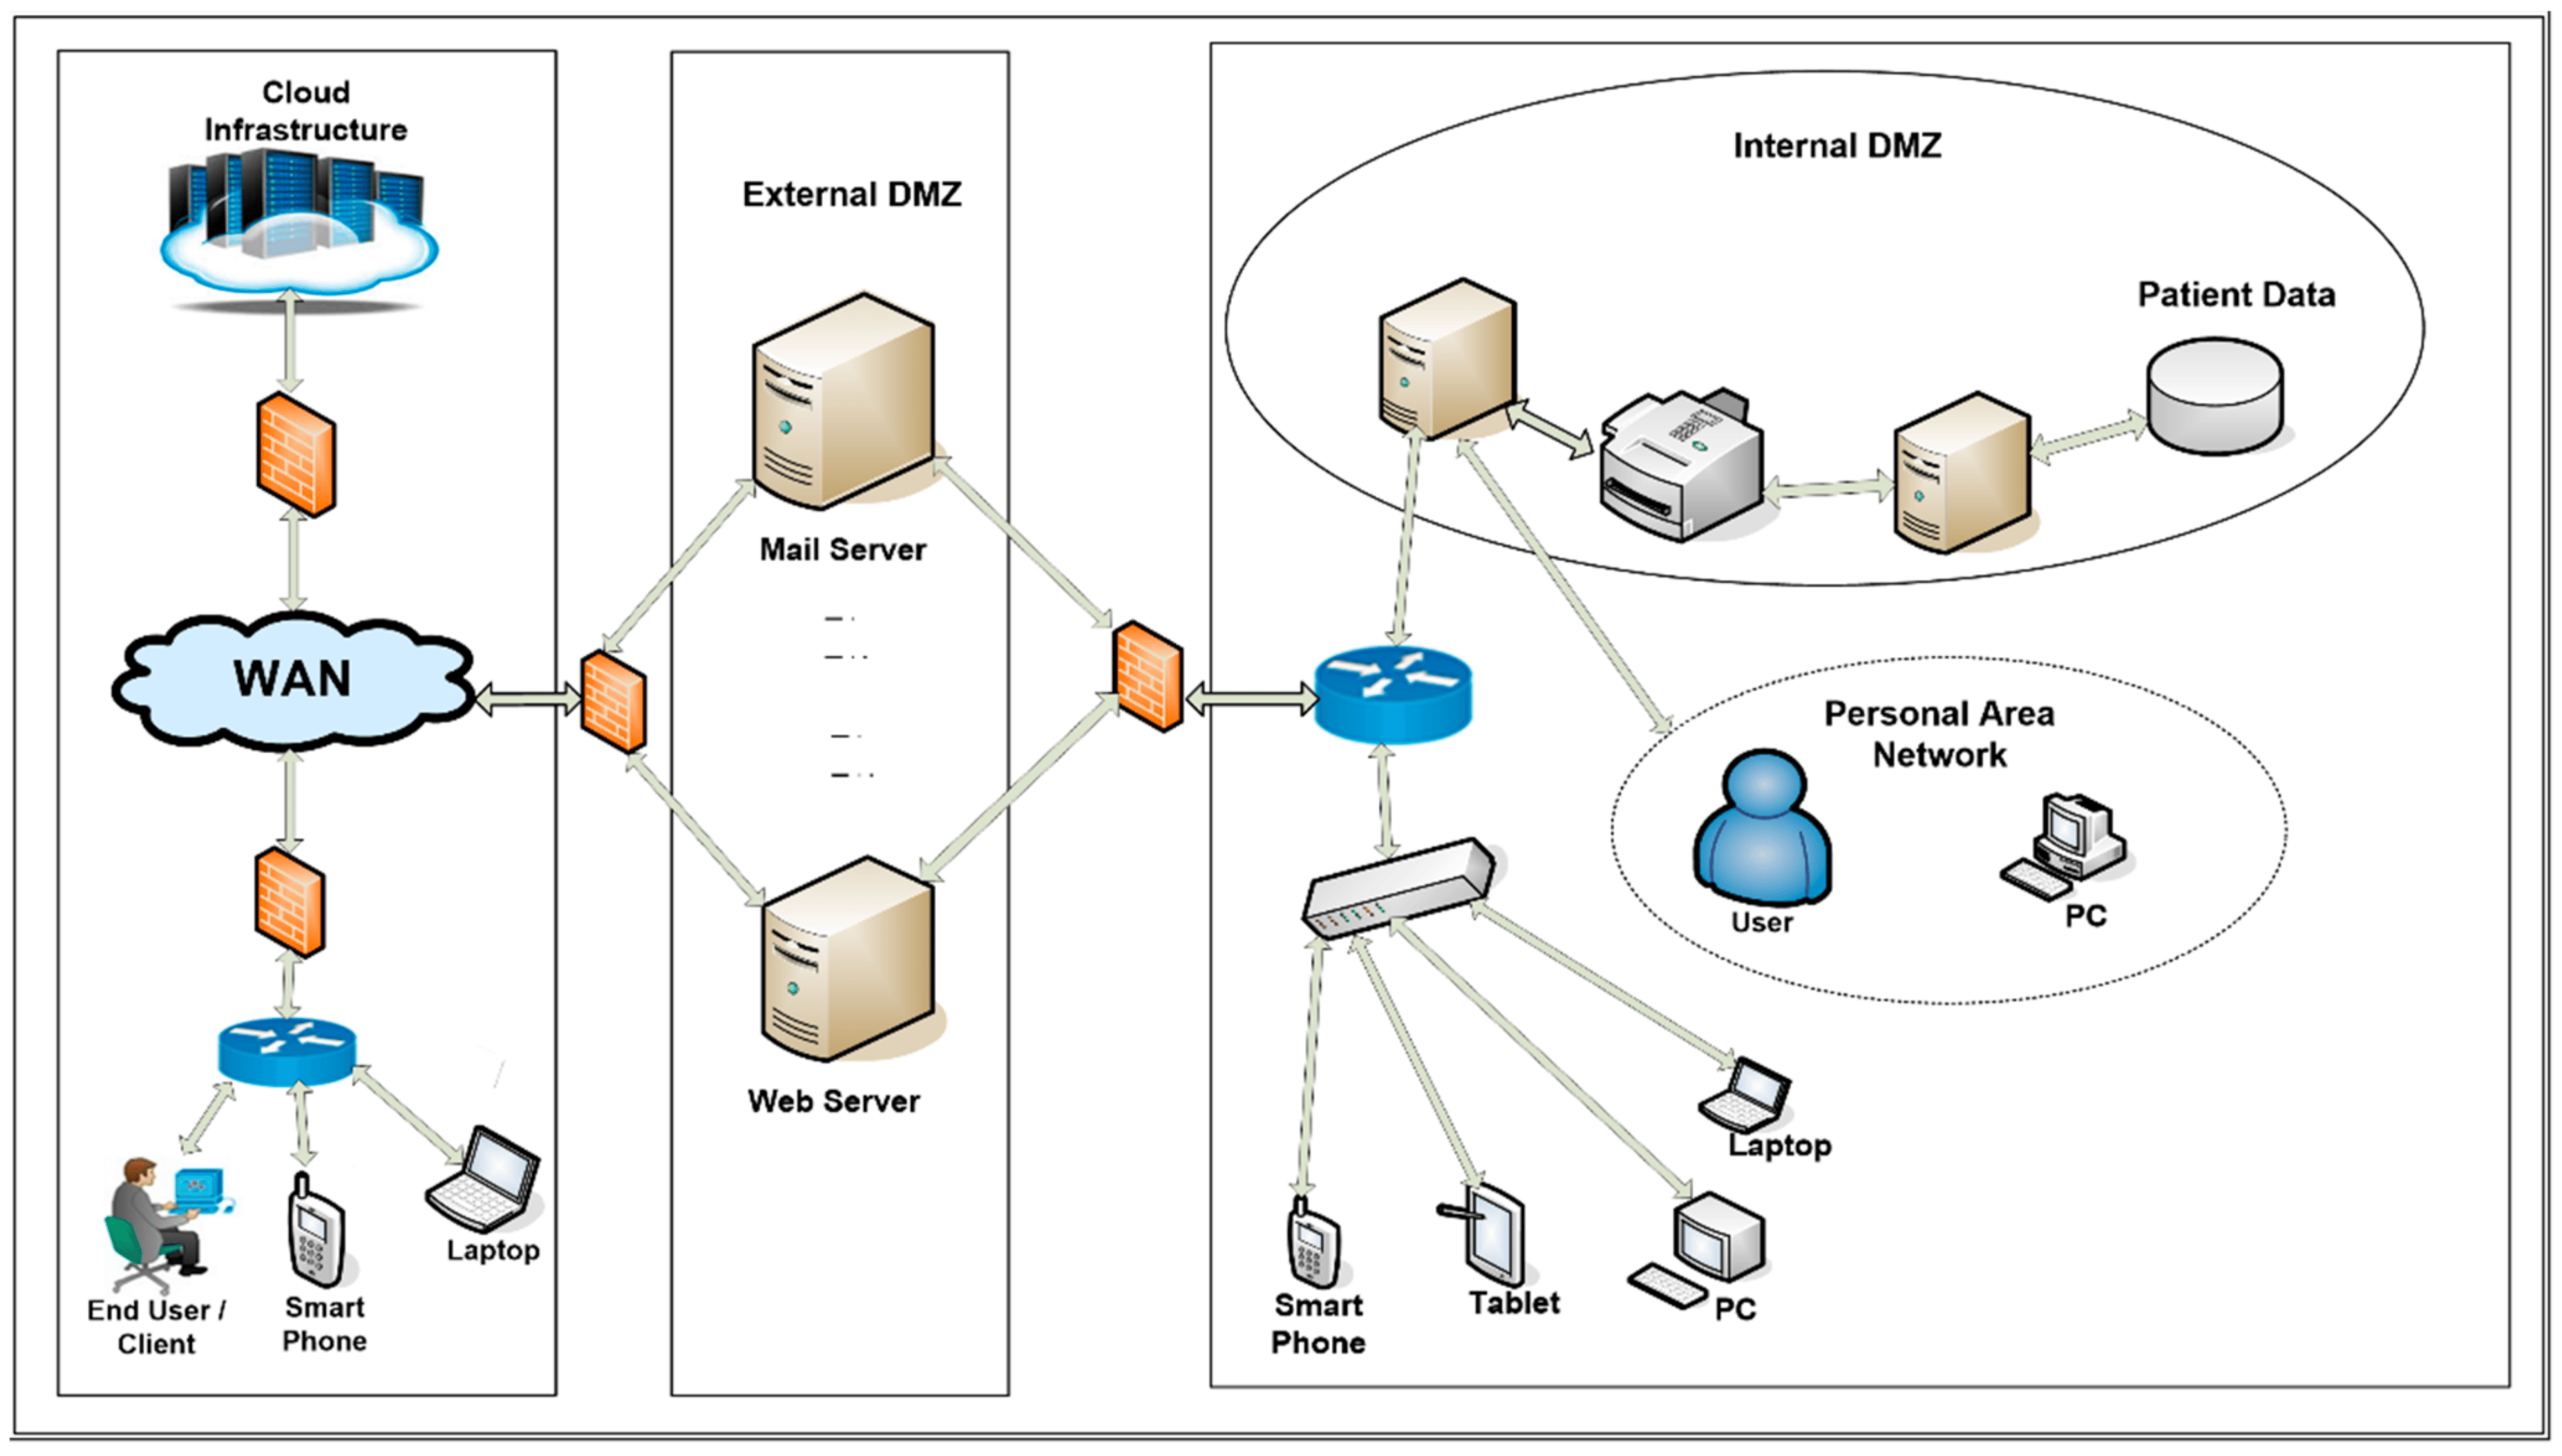 Cloud
Infrastructure
WAN
End User /
Client
Smart
Phone
Laptop
External DMZ
Mail Server
Web Server
Internal DMZ
Patient Data
Personal Area
Network
User
PC
Laptop
Smart
Phone
Tablet
PC